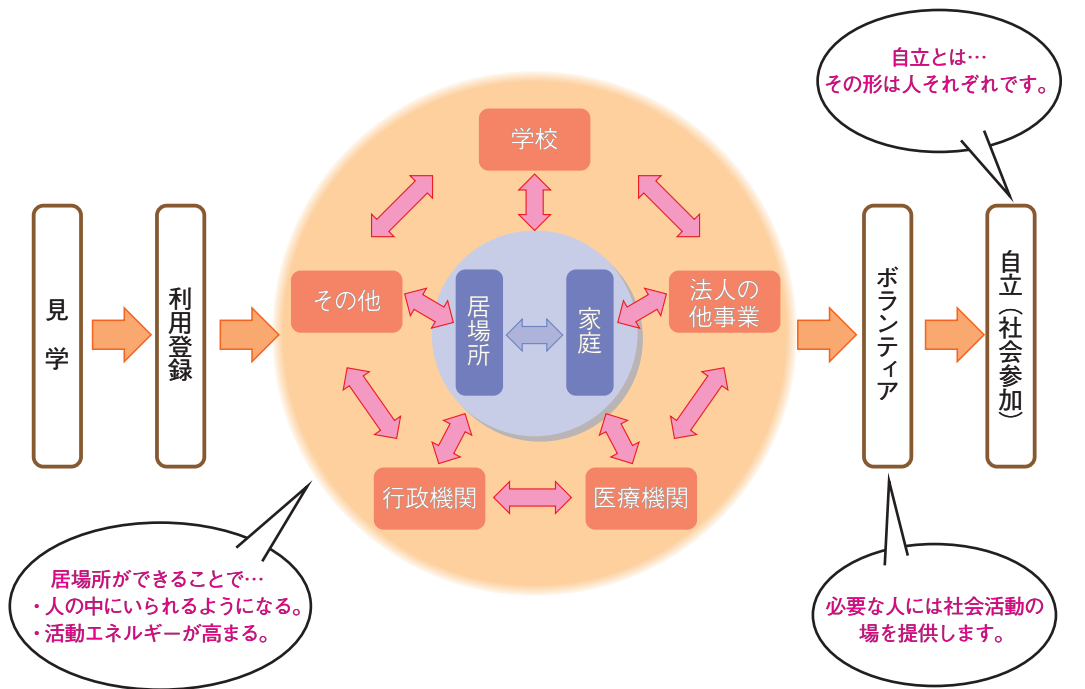 見学
利用登録
学校
その他
法人の
他事業
居場所
家庭
行政機関
医療機関
ボランティア
自立（社会参加）
自立とは…
その形は人それぞれです。
居場所ができることで…
・人の中にいられるようになる。
・活動エネルギーが高まる。
必要な人には社会活動の
場を提供します。